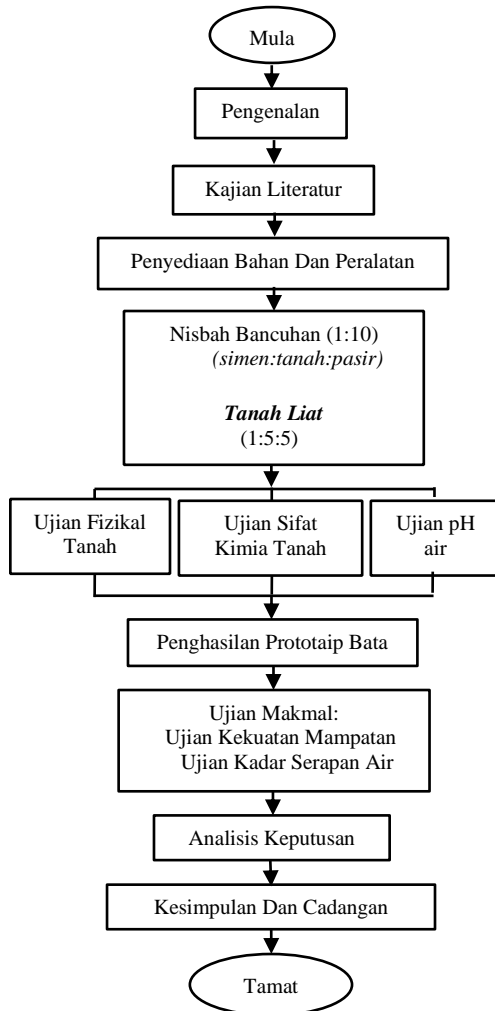 Mula
Pengenalan
Kajian Literatur
Penyediaan Bahan Dan Peralatan
Nisbah Bancuhan (1:10)
(simen:tanah:pasir)
Tanah Liat
(1:5:5)
Ujian Fizikal
Tanah
Ujian Sifat
Kimia Tanah
Ujian pH
air
Penghasilan Prototaip Bata
Ujian Makmal:
Ujian Kekuatan Mampatan
Ujian Kadar Serapan Air
Analisis Keputusan
Kesimpulan Dan Cadangan
Tamat